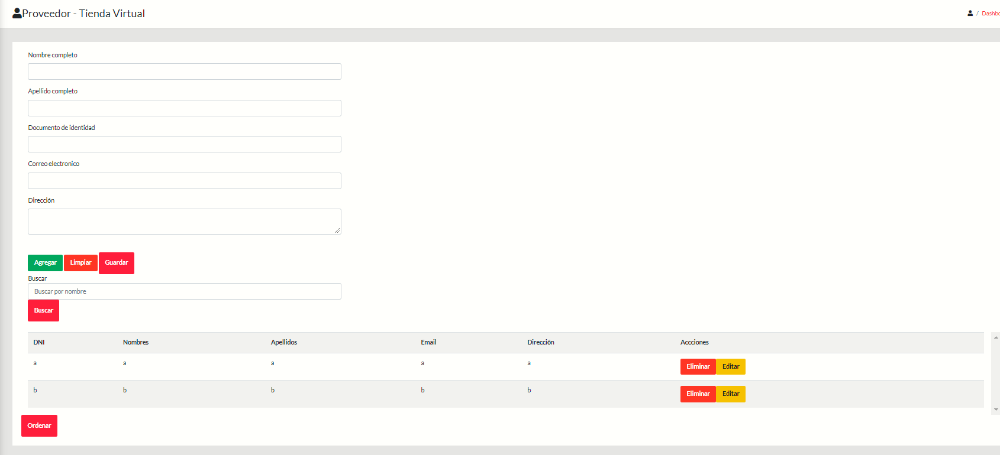 Proveedor - Tienda Virtual
/ Dashbo
Nombre completo
Apellido completo
Documento de identidad
Correo electronico
Dirección
Agregar Limpiar Guardar
Buscar
Buscar por nombre
Buscar
DNI Nombres Apellidos Email Dirección Accciones
a a a a a Eliminar Editar
b b b b b Eliminar Editar
Ordenar